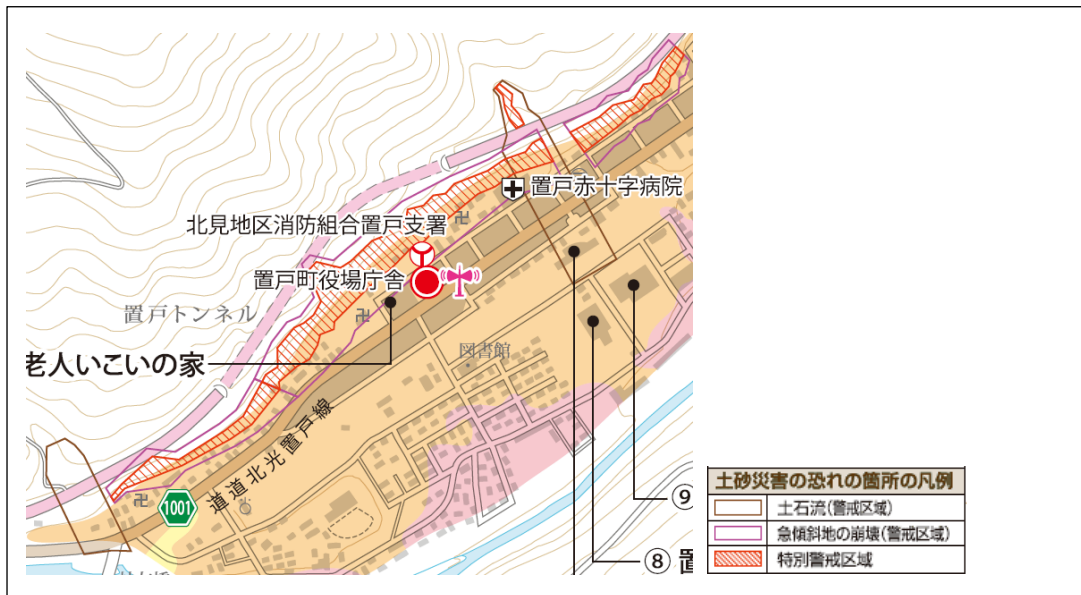 置戸赤十字病院
北見地区消防組合置戸支署
置戸町役場庁舎
置戸トンネル
老人いこいの家
図書館
道道北光置戸線
1001
⑨
⑧ 置
土砂災害の恐れの箇所の凡例
土石流(警戒区域)
急傾斜地の崩壊(警戒区域)
特別警戒区域